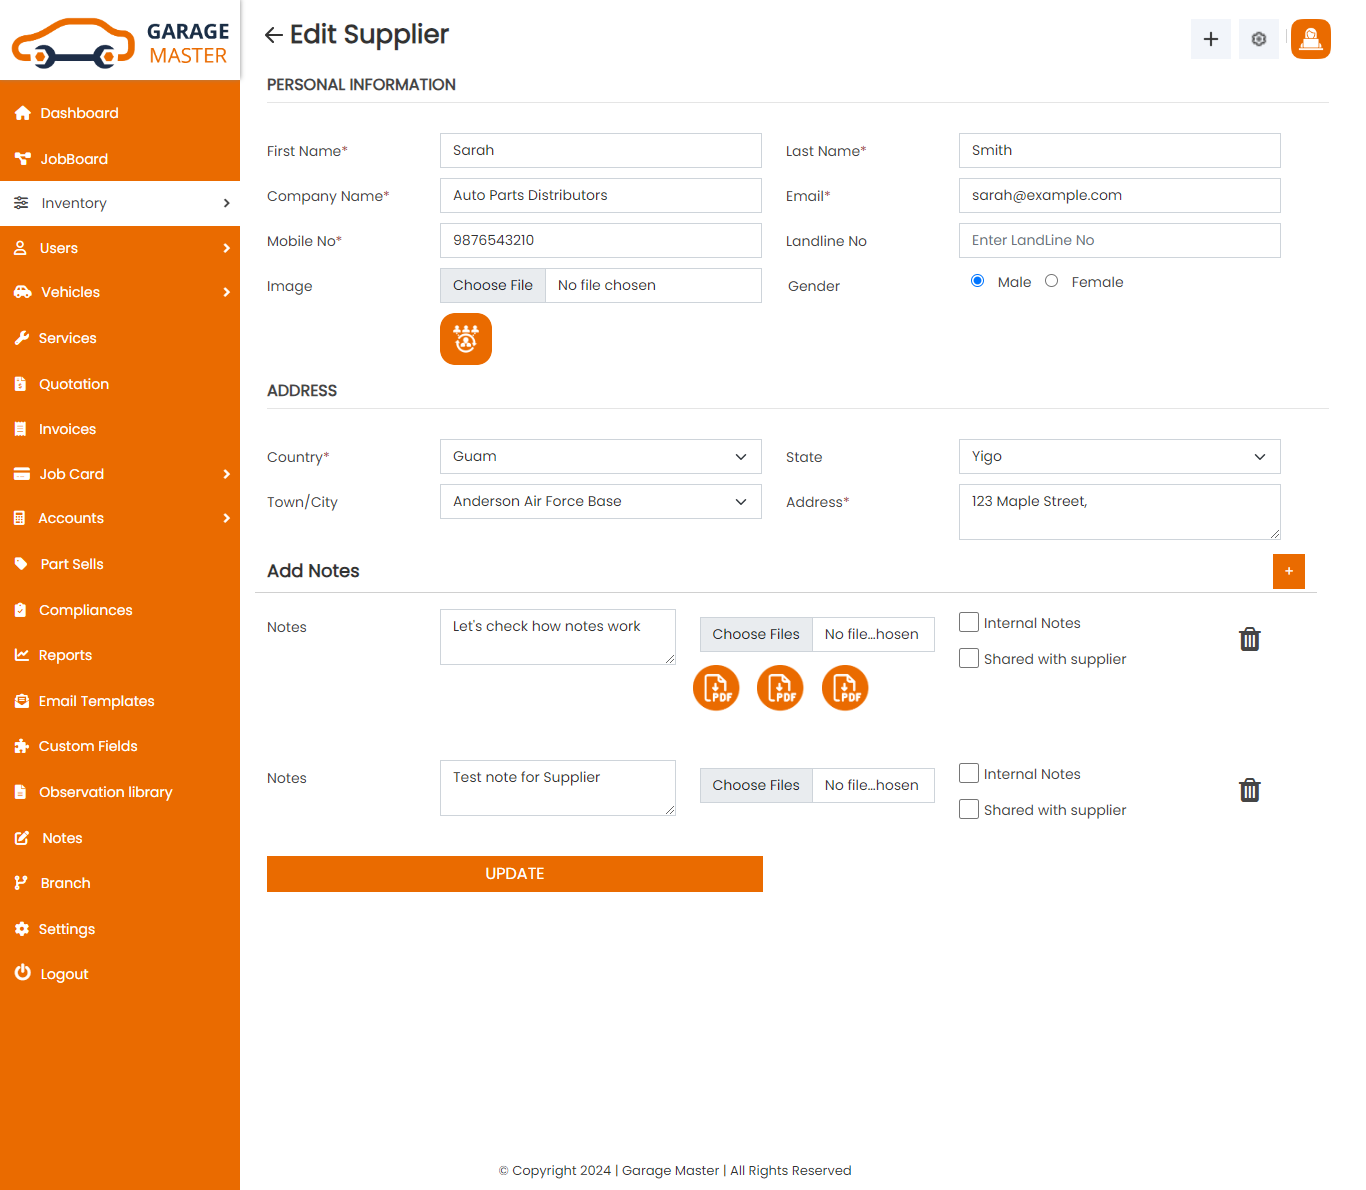 GARAGE
MASTER
Dashboard
JobBoard
Inventory
Users
Vehicles
Services
Quotation
Invoices
Job Card
Accounts
Part Sells
Compliances
Reports
Email Templates
Custom Fields
Observation library
Notes
Branch
Settings
Logout
Edit Supplier
+
PERSONAL INFORMATION
First Name* Sarah Last Name* Smith
Company Name* Auto Parts Distributors Email* sarah@example.com
Mobile No* 9876543210 Landline No Enter LandLine No
Image Choose File No file chosen Gender Male Female
ADDRESS
Country* Guam State Yigo
Town/City Anderson Air Force Base Address* 123 Maple Street,
Add Notes +
Notes Let's check how notes work Choose Files No file...hosen Internal Notes
Shared with supplier
PDF PDF PDF
Notes Test note for Supplier Choose Files No file...hosen Internal Notes
Shared with supplier
UPDATE
© Copyright 2024 | Garage Master | All Rights Reserved